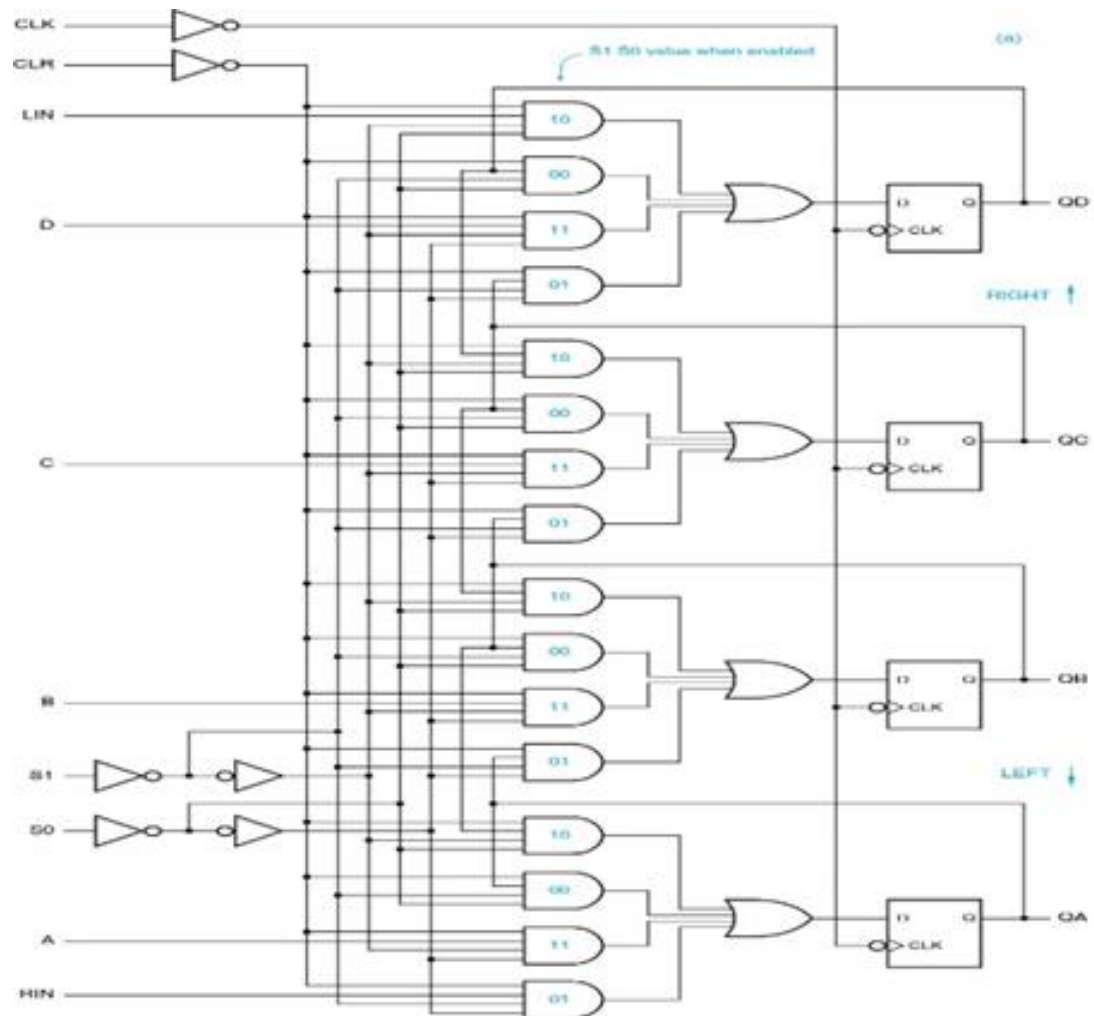 CLK
(a)
S1 S0 value when enabled
CLR
LIN
10
00
D Q QD
CLK
D
11
01
RIGHT
10
00
D Q QC
CLK
C
11
01
10
00
D Q QB
CLK
B
11
01
S1
LEFT
S0
10
00
D Q QA
CLK
A
11
RIN
01